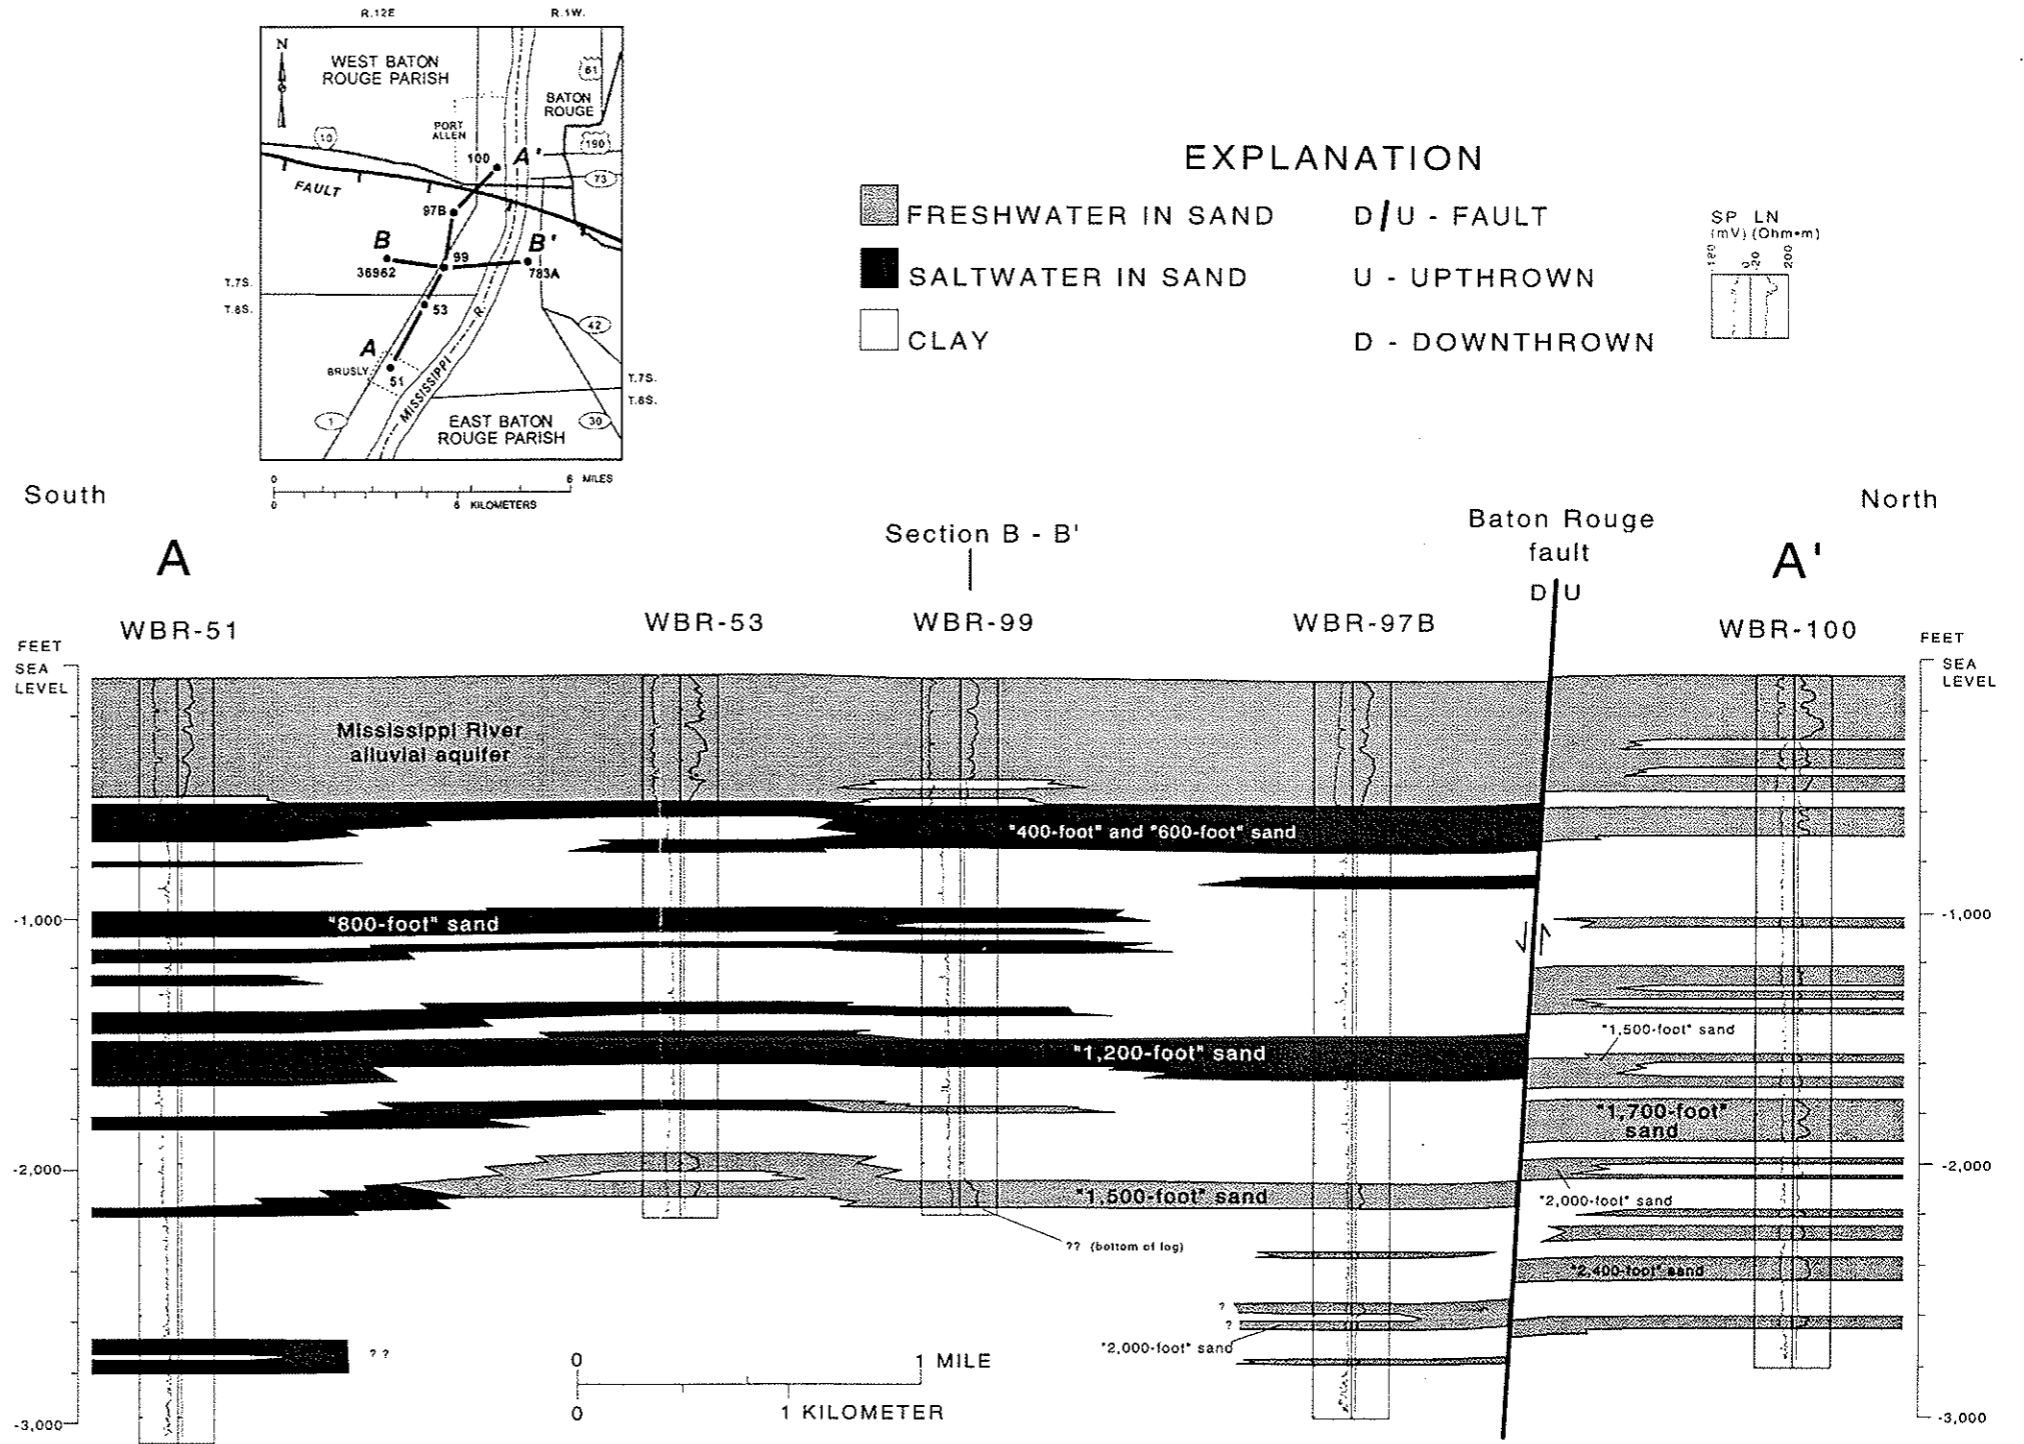 R.12E
R.1W.
N
WEST BATON
ROUGE PARISH
61
BATON
ROUGE
PORT
ALLEN
10
190
100
A'
73
FAULT
97B
B
B'
99
36962
783A
T.7S.
T.8S.
53
42
A
BRUSLY
51
MISSISSIPPI R.
T.7S.
T.8S.
1
EAST BATON
ROUGE PARISH
30
0
6 MILES
0
6 KILOMETERS
EXPLANATION
FRESHWATER IN SAND
SALTWATER IN SAND
CLAY
D/U - FAULT
U - UPTHROWN
D - DOWNTHROWN
SP LN
(mV) (Ohm•m)
-180
0
-20
200
South
North
A
Section B - B'
Baton Rouge
fault
D U
A'
WBR-51
WBR-53
WBR-99
WBR-97B
WBR-100
FEET
SEA
LEVEL
FEET
SEA
LEVEL
Mississippi River
alluvial aquifer
"400-foot" and "600-foot" sand
-1,000
"800-foot" sand
-1,000
"1,500-foot" sand
"1,200-foot" sand
"1,700-foot"
sand
-2,000
-2,000
"1,500-foot" sand
"2,000-foot" sand
?? (bottom of log)
"2,400-foot" sand
?
?
"2,000-foot" sand
? ?
0
1 MILE
0
1 KILOMETER
-3,000
-3,000